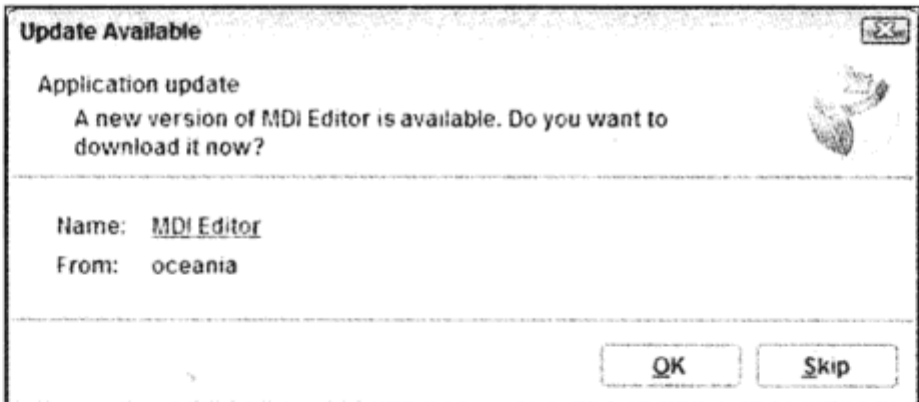 Update Available
Application update
A new version of MDI Editor is available. Do you want to
download it now?
Name: MDI Editor
From: oceania
OK Skip